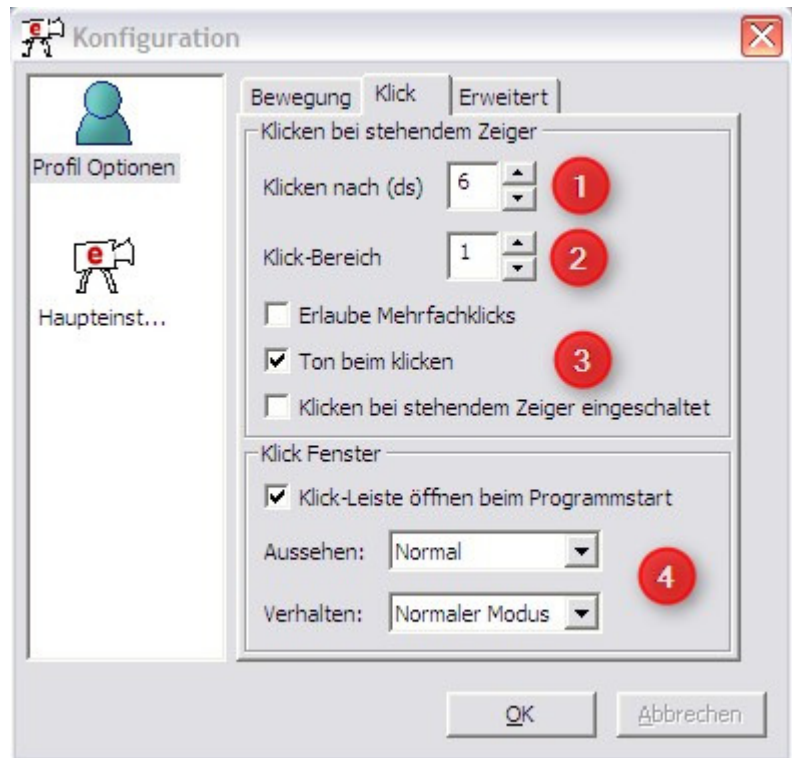 Konfiguration
Profil Optionen
e
Haupteinst...
Bewegung Klick Erweitert
Klicken bei stehendem Zeiger
Klicken nach (ds) 6 1
Klick-Bereich 1 2
Erlaube Mehrfachklicks
Ton beim klicken 3
Klicken bei stehendem Zeiger eingeschaltet
Klick Fenster
Klick-Leiste öffnen beim Programmstart
Aussehen: Normal
4
Verhalten: Normaler Modus
OK Abbrechen